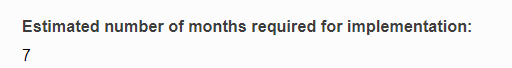 Estimated number of months required for implementation:
7